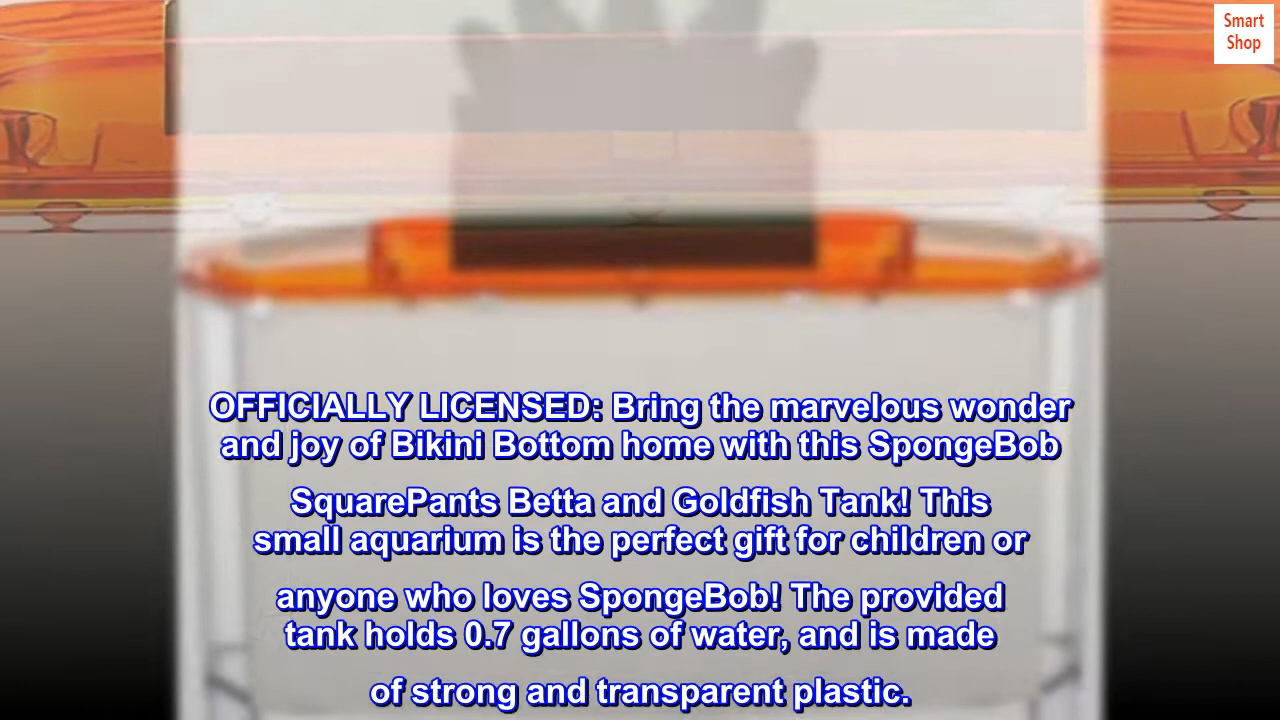 Smart
Shop
OFFICIALLY LICENSED: Bring the marvelous wonder
and joy of Bikini Bottom home with this SpongeBob
SquarePants Betta and Goldfish Tank! This
small aquarium is the perfect gift for children or
anyone who loves SpongeBob! The provided
tank holds 0.7 gallons of water, and is made
of strong and transparent plastic.